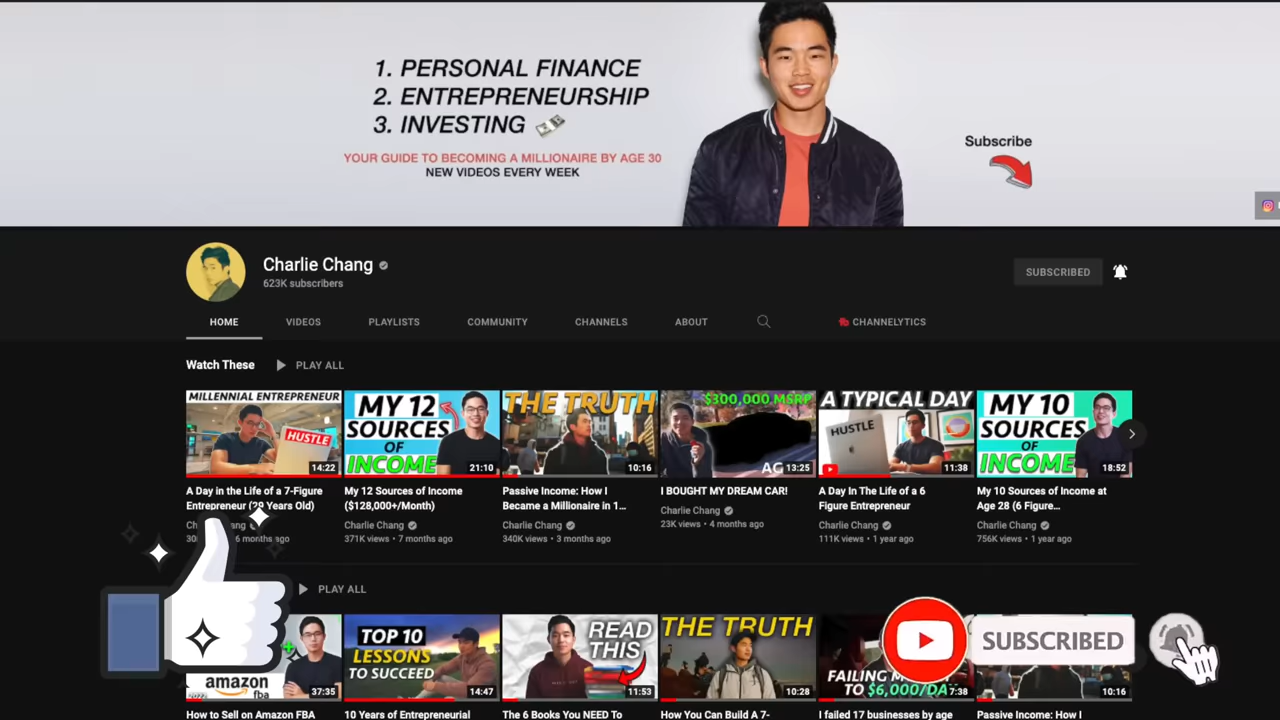 1. PERSONAL FINANCE
2. ENTREPRENEURSHIP
3. INVESTING
YOUR GUIDE TO BECOMING A MILLIONAIRE BY AGE 30
NEW VIDEOS EVERY WEEK
Subscribe
Charlie Chang
623K subscribers
SUBSCRIBED
HOME VIDEOS PLAYLISTS COMMUNITY CHANNELS ABOUT CHANNELYTICS
Watch These PLAY ALL
MILLENNIAL ENTREPRENEUR
HUSTLE
14:22
A Day in the Life of a 7-Figure
Entrepreneur (29 Years Old)
6 months ago
MY 12
SOURCES
OF
INCOME
21:10
My 12 Sources of Income
($128,000+/Month)
Charlie Chang
371K views • 7 months ago
THE TRUTH
10:16
Passive Income: How I
Became a Millionaire in 1...
Charlie Chang
340K views • 3 months ago
$300,000 MSRP
AG
13:25
I BOUGHT MY DREAM CAR!
Charlie Chang
23K views • 4 months ago
A TYPICAL DAY
HUSTLE
11:38
A Day In The Life of a 6
Figure Entrepreneur
Charlie Chang
111K views • 1 year ago
MY 10
SOURCES
OF
INCOME
18:52
My 10 Sources of Income at
Age 28 (6 Figure...
Charlie Chang
756K views • 1 year ago
PLAY ALL
amazon
fba
37:35
How to Sell on Amazon FBA
TOP 10
LESSONS
TO SUCCEED
14:47
10 Years of Entrepreneurial
READ
THIS
11:53
The 6 Books You NEED To
THE TRUTH
10:28
How You Can Build A 7-
FAILING
TO $6,000/DA
7:38
I failed 17 businesses by age
10:16
Passive Income: How I
SUBSCRIBED